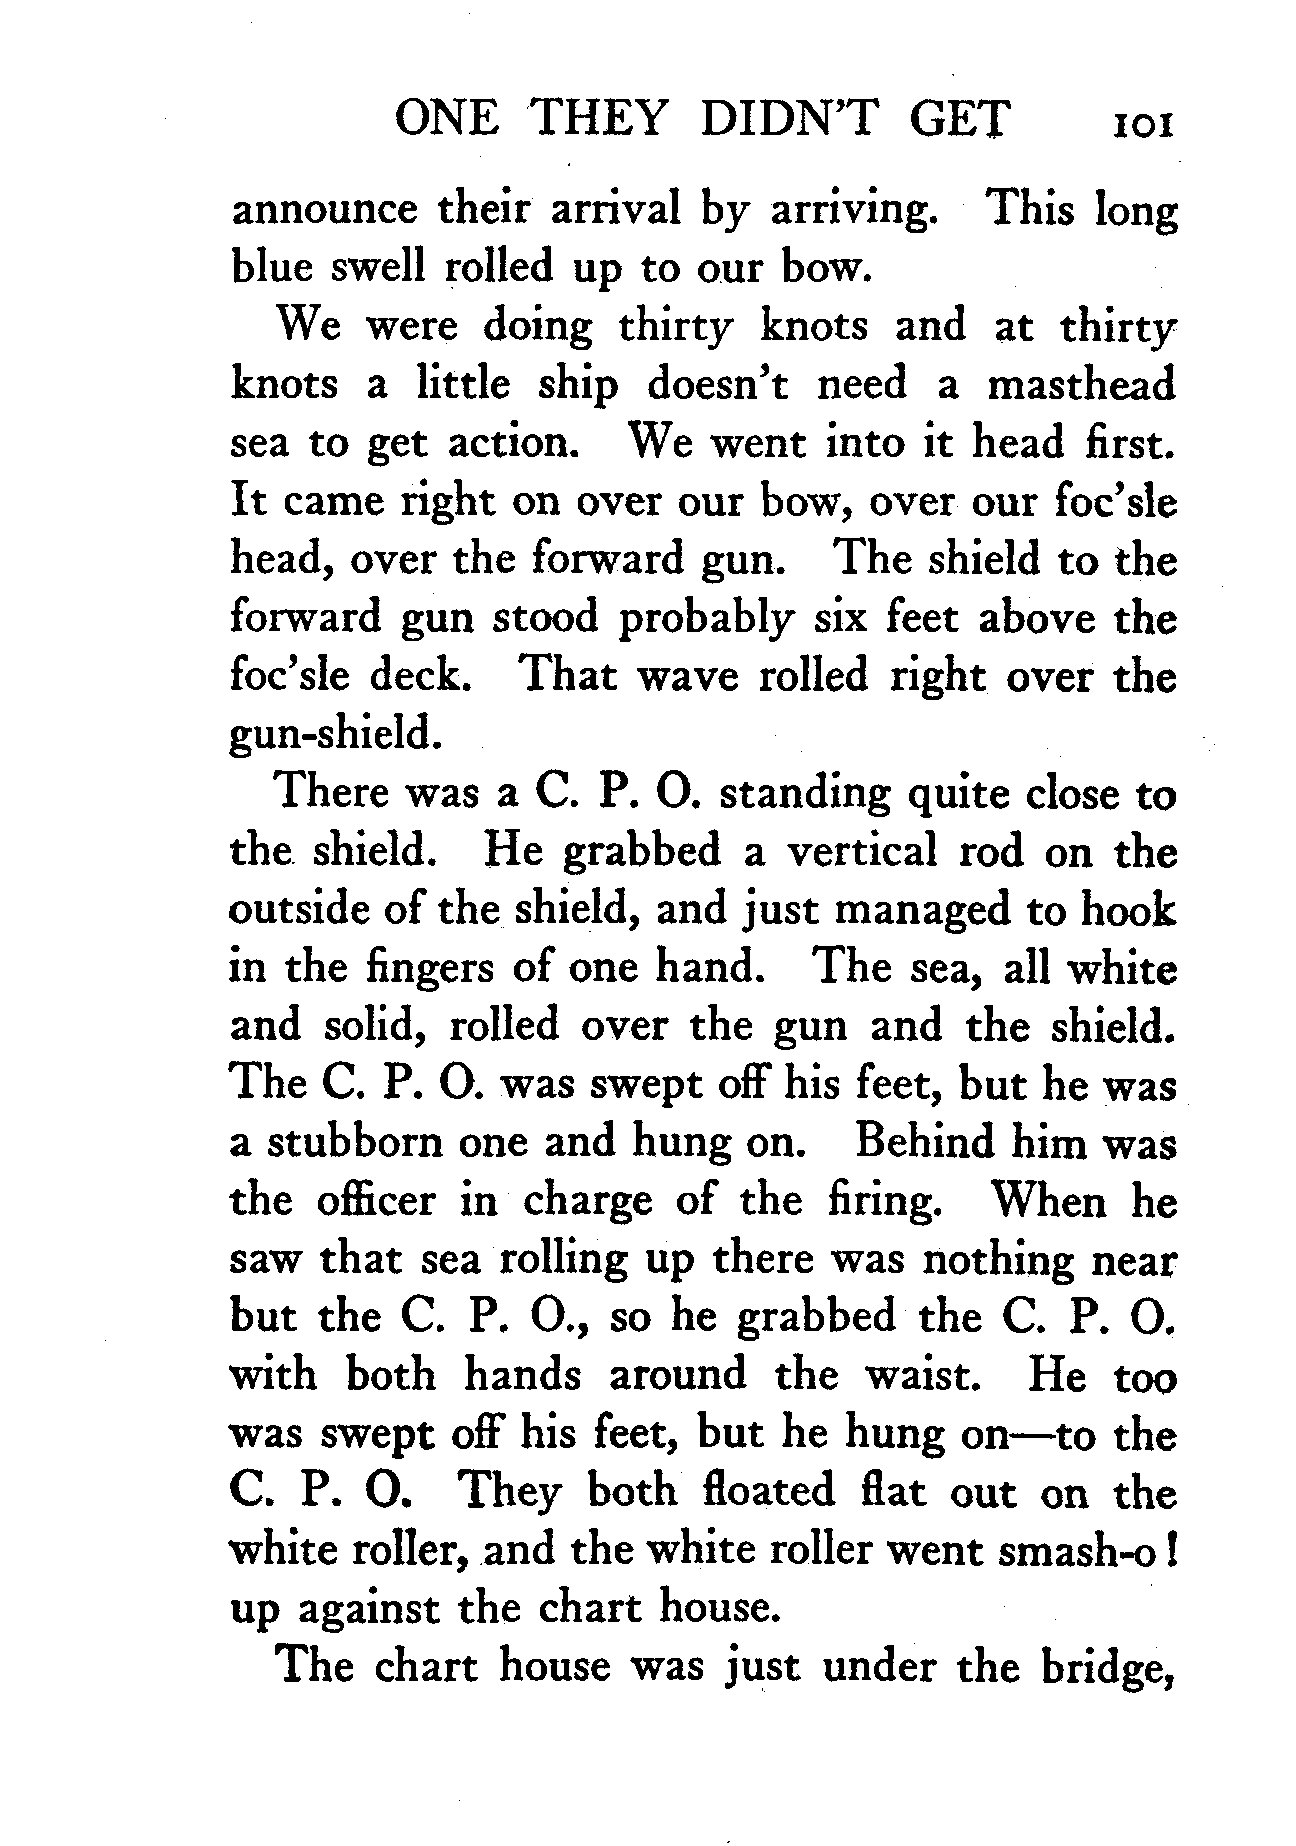 ONE THEY DIDN'T GET 101
announce their arrival by arriving. This long
blue swell rolled up to our bow.
We were doing thirty knots and at thirty
knots a little ship doesn't need a masthead
sea to get action. We went into it head first.
It came right on over our bow, over our foc'sle
head, over the forward gun. The shield to the
forward gun stood probably six feet above the
foc'sle deck. That wave rolled right over the
gun-shield.
There was a C. P. O. standing quite close to
the shield. He grabbed a vertical rod on the
outside of the shield, and just managed to hook
in the fingers of one hand. The sea, all white
and solid, rolled over the gun and the shield.
The C. P. O. was swept off his feet, but he was
a stubborn one and hung on. Behind him was
the officer in charge of the firing. When he
saw that sea rolling up there was nothing near
but the C. P. O., so he grabbed the C. P. O.
with both hands around the waist. He too
was swept off his feet, but he hung on—to the
C. P. O. They both floated flat out on the
white roller, and the white roller went smash-o!
up against the chart house.
The chart house was just under the bridge,